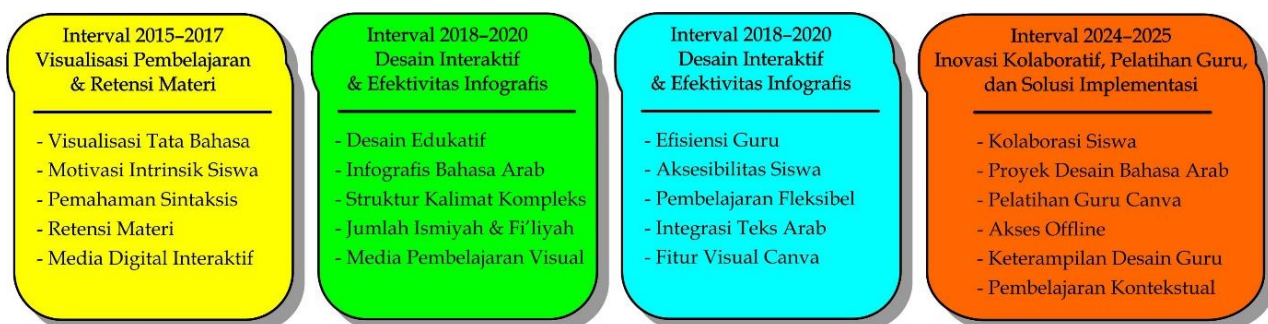 Interval 2015–2017
Visualisasi Pembelajaran
& Retensi Materi
- Visualisasi Tata Bahasa
- Motivasi Intrinsik Siswa
- Pemahaman Sintaksis
- Retensi Materi
- Media Digital Interaktif
Interval 2018–2020
Desain Interaktif
& Efektivitas Infografis
- Desain Edukatif
- Infografis Bahasa Arab
- Struktur Kalimat Kompleks
- Jumlah Ismiyah & Fi’liyah
- Media Pembelajaran Visual
Interval 2018–2020
Desain Interaktif
& Efektivitas Infografis
- Efisiensi Guru
- Aksesibilitas Siswa
- Pembelajaran Fleksibel
- Integrasi Teks Arab
- Fitur Visual Canva
Interval 2024–2025
Inovasi Kolaboratif, Pelatihan Guru,
dan Solusi Implementasi
- Kolaborasi Siswa
- Proyek Desain Bahasa Arab
- Pelatihan Guru Canva
- Akses Offline
- Keterampilan Desain Guru
- Pembelajaran Kontekstual